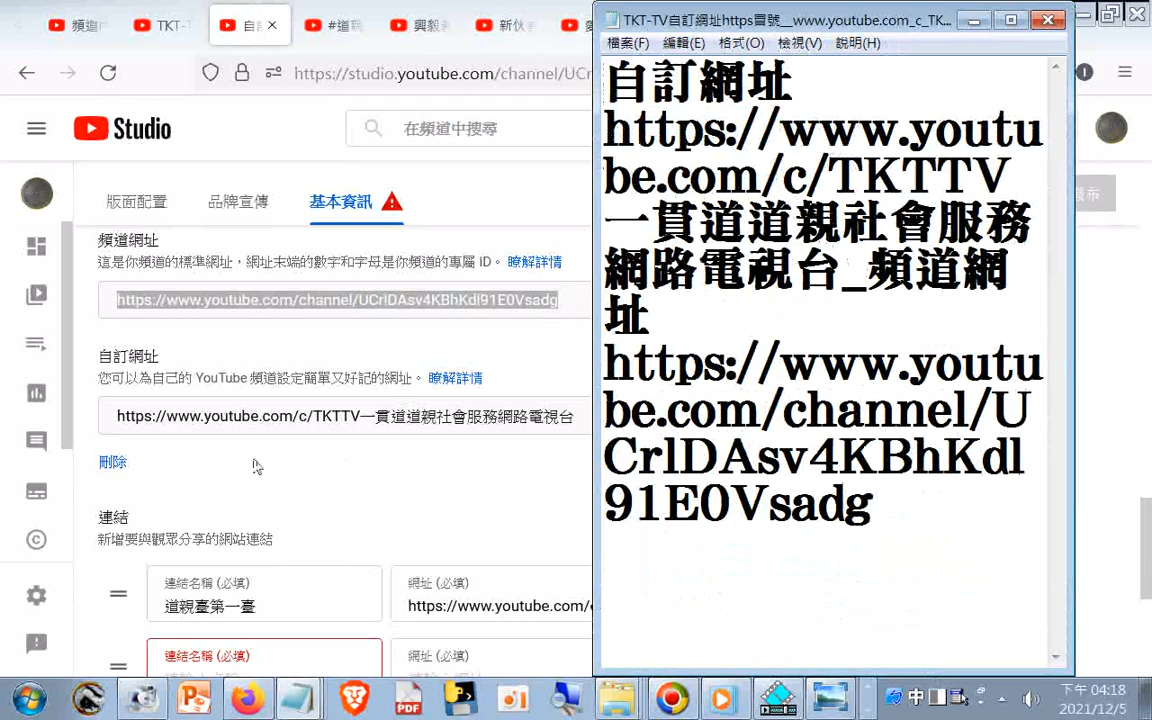 頻道
TKT-
自
#道
興毅
新伙
TKT-TV自訂網址https冒號__www.youtube.com_c_TK...
檔案(F) 編輯(E) 格式(O) 檢視(V) 說明(H)
https://studio.youtube.com/channel/UCr
Studio
在頻道中搜尋
版面配置
品牌宣傳
基本資訊
頻道網址
這是你頻道的標準網址,網址末端的數字和字母是你頻道的專屬 ID。 瞭解詳情
https://www.youtube.com/channel/UCrlDAsv4KBhKdl91E0Vsadg
自訂網址
您可以為自己的 YouTube 頻道設定簡單又好記的網址。 瞭解詳情
https://www.youtube.com/c/TKTTV一貫道道親社會服務網路電視台
刪除
連結
新增要與觀眾分享的網站連結
連結名稱 (必填)
道親臺第一臺
網址 (必填)
https://www.youtube.com/
連結名稱 (必填)
網址 (必填)
自訂網址
https://www.youtu
be.com/c/TKTTV
一貫道道親社會服務
網路電視台_頻道網
址
https://www.youtu
be.com/channel/U
CrlDAsv4KBhKdl
91E0Vsadg
中
下午 04:18
2021/12/5